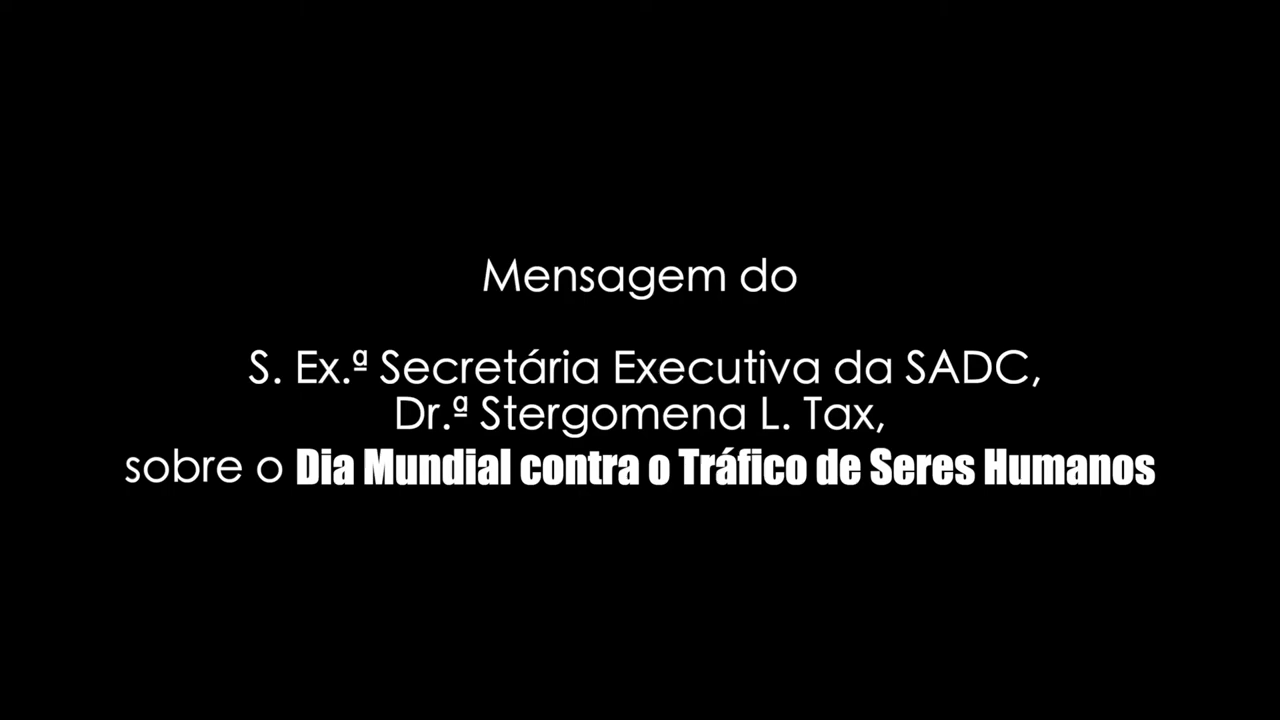 Mensagem do
S. Ex.ª Secretária Executiva da SADC,
Dr.ª Stergomena L. Tax,
sobre o Dia Mundial contra o Tráfico de Seres Humanos